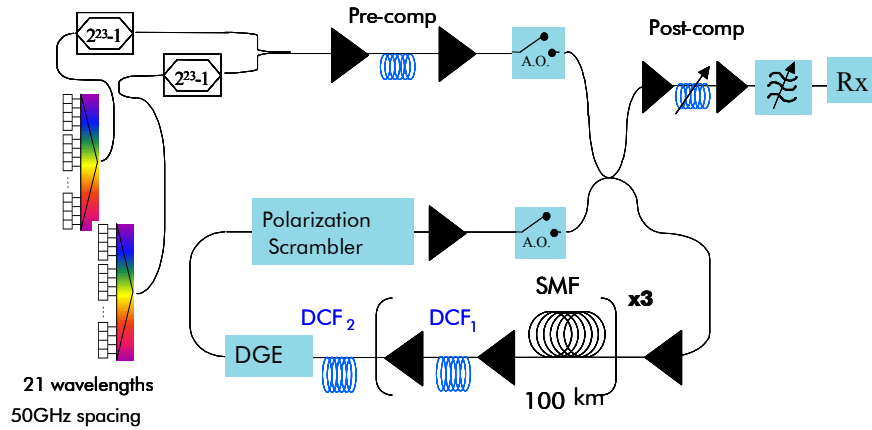 Pre-comp
2²³-1
A.O.
Post-comp
2²³-1
Rx
Polarization
Scrambler
A.O.
SMF
x3
DCF₂
DCF₁
DGE
100 km
21 wavelengths
50GHz spacing